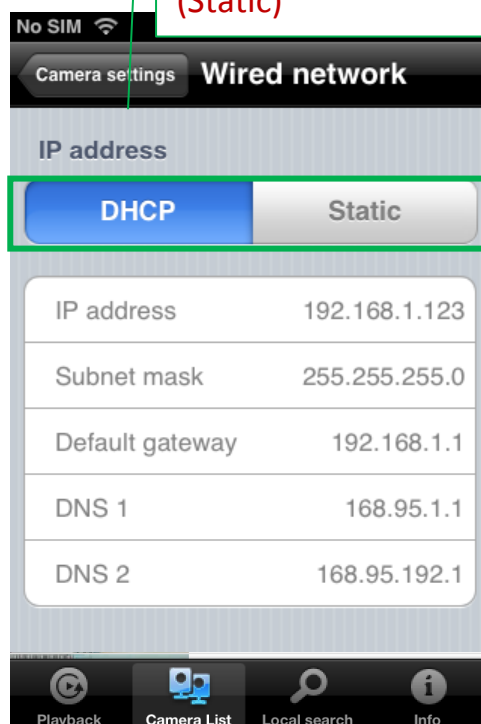 (Static)
No SIM
Camera settings Wired network
IP address
DHCP Static
IP address 192.168.1.123
Subnet mask 255.255.255.0
Default gateway 192.168.1.1
DNS 1 168.95.1.1
DNS 2 168.95.192.1
Playback Camera List Local search Info